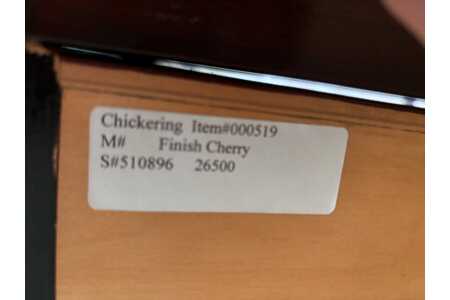 Chickering Item#000519
M# Finish Cherry
S#510896 26500